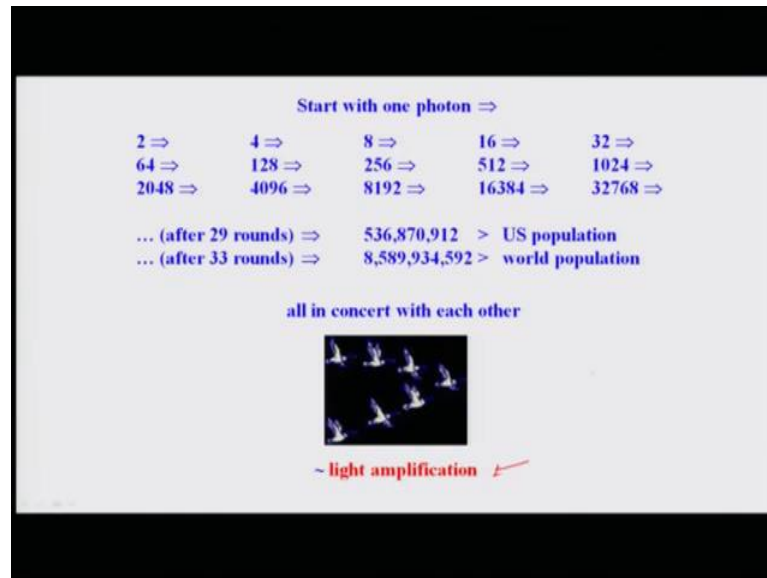 Start with one photon ⇒
2 ⇒ 4 ⇒ 8 ⇒ 16 ⇒ 32 ⇒
64 ⇒ 128 ⇒ 256 ⇒ 512 ⇒ 1024 ⇒
2048 ⇒ 4096 ⇒ 8192 ⇒ 16384 ⇒ 32768 ⇒
... (after 29 rounds) ⇒ 536,870,912 > US population
... (after 33 rounds) ⇒ 8,589,934,592 > world population
all in concert with each other
~ light amplification